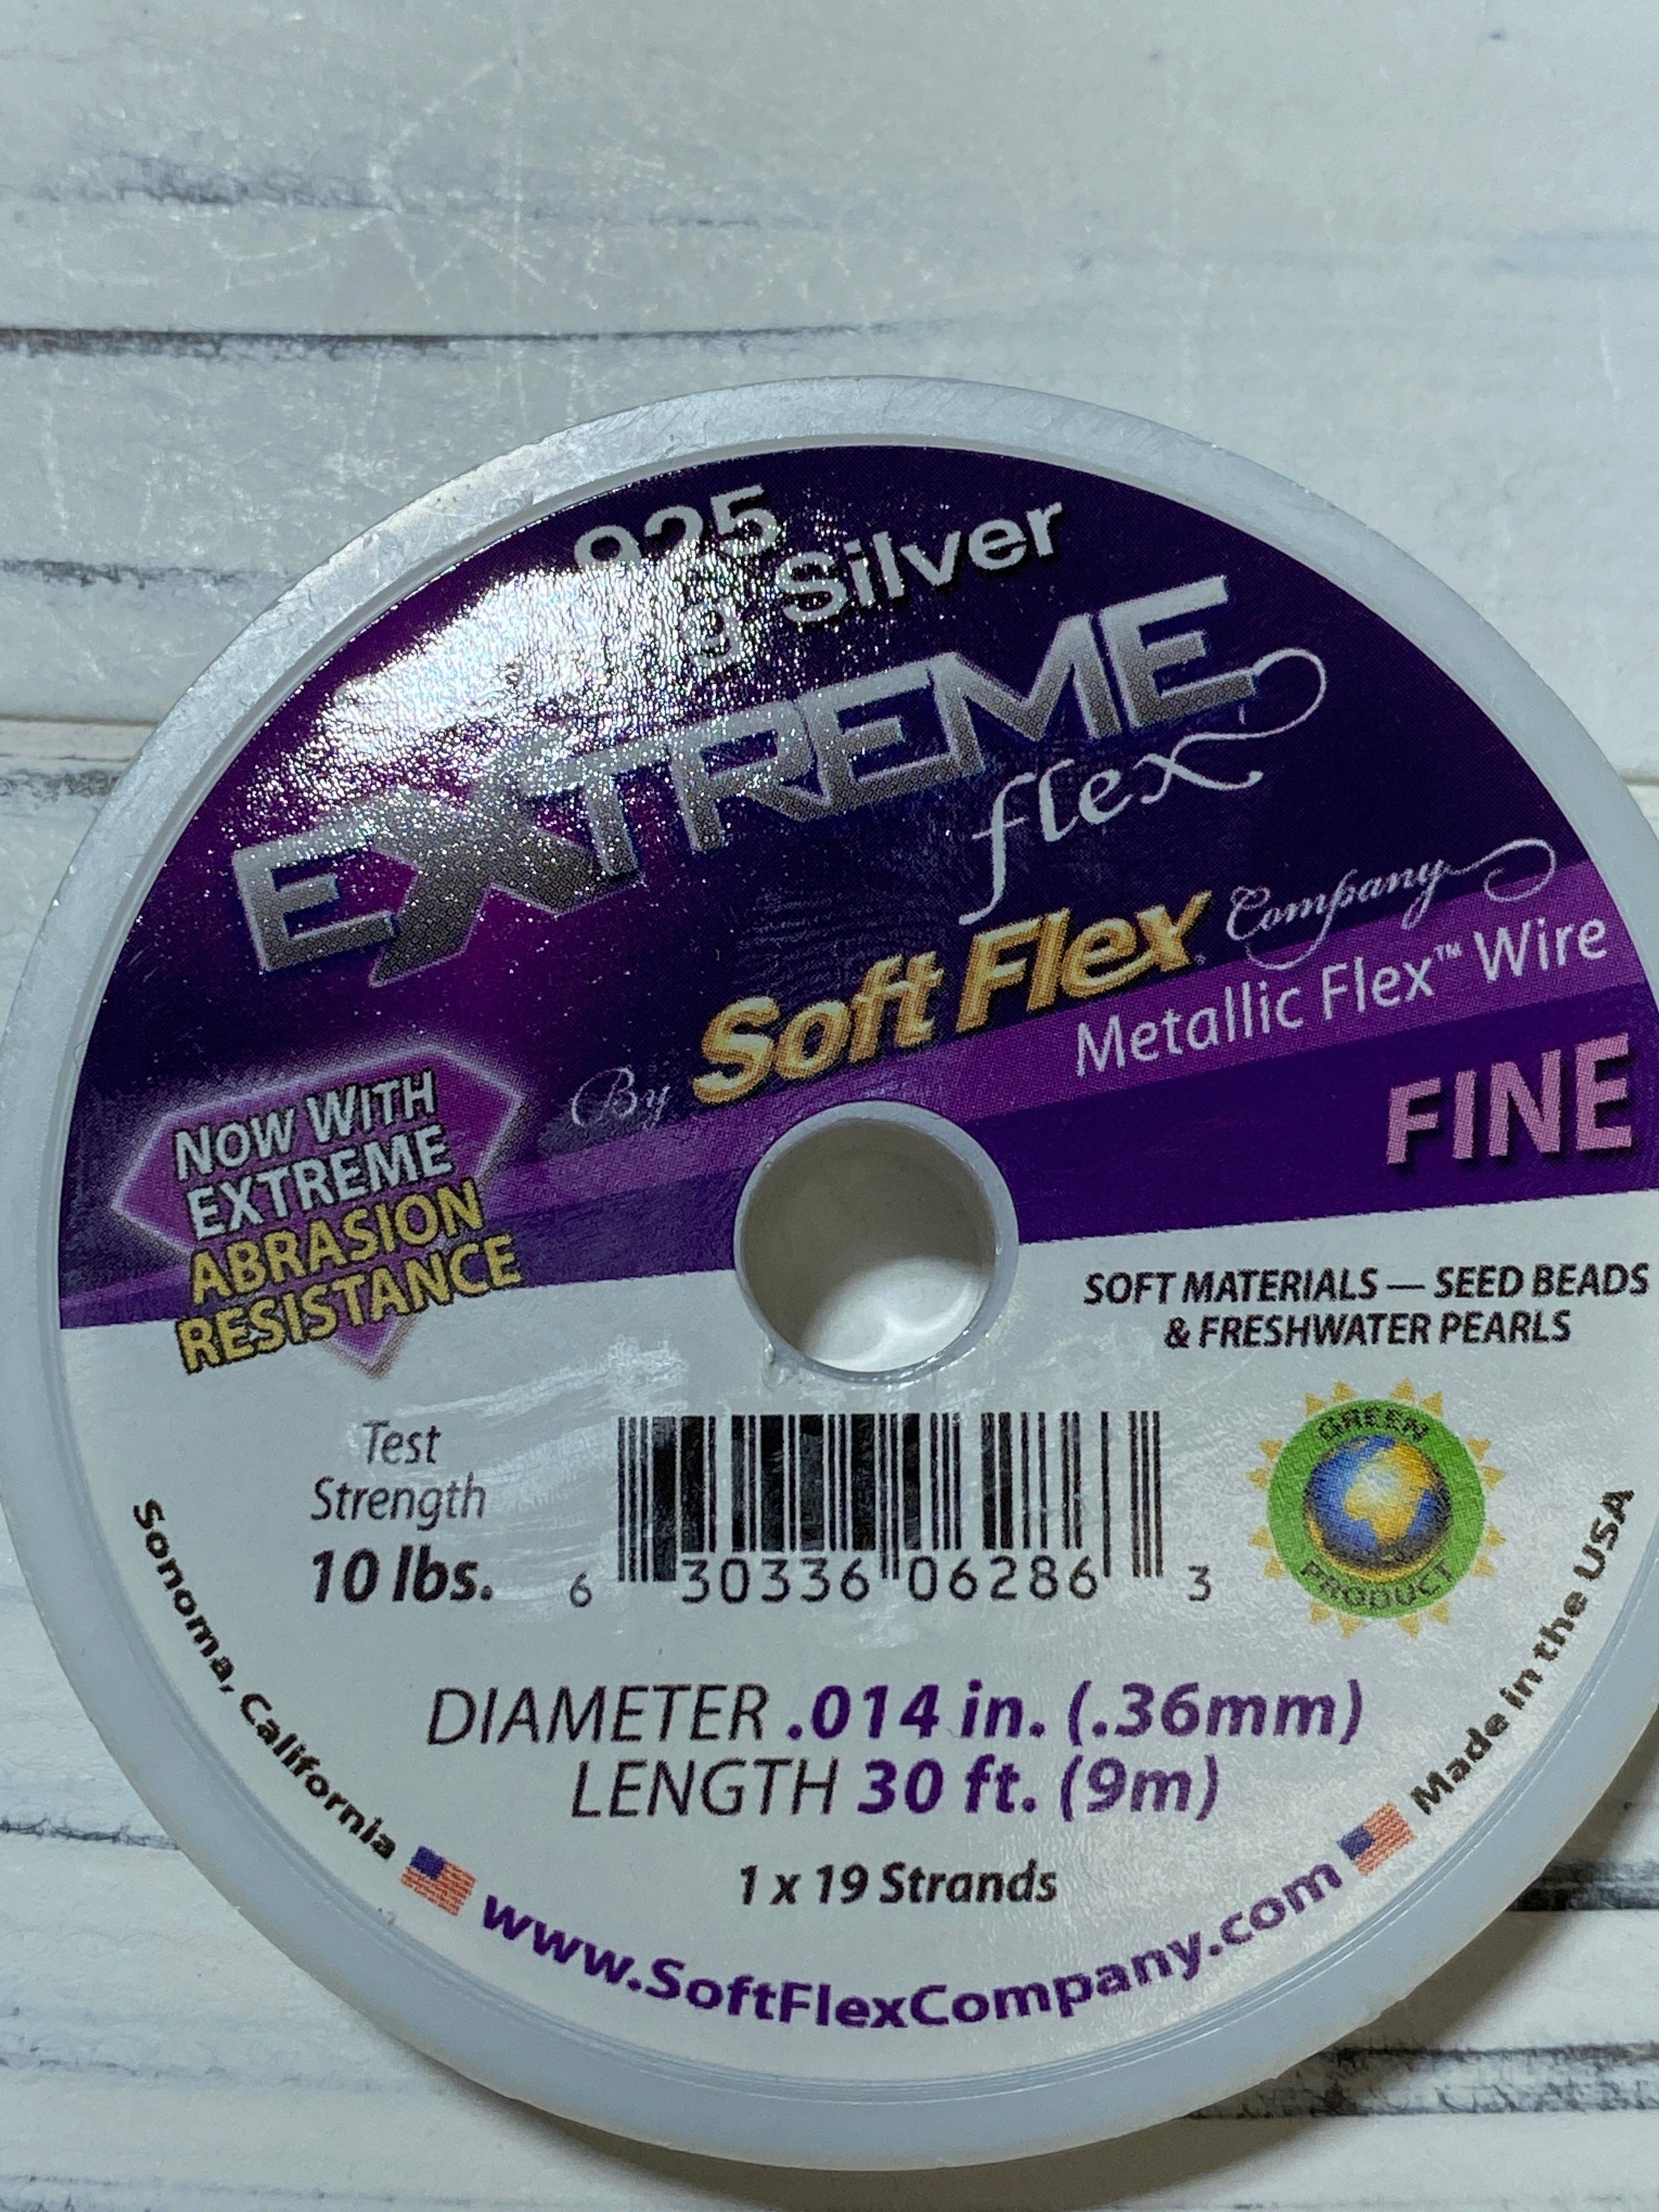 .925
Silver
EXTREME
flex
By Soft Flex Company
Metallic Flex™ Wire
FINE
NOW WITH
EXTREME
ABRASION
RESISTANCE
SOFT MATERIALS — SEED BEADS
& FRESHWATER PEARLS
Test
Strength
10 lbs.
6 30336 06286 3
GREEN
PRODUCT
DIAMETER .014 in. (.36mm)
LENGTH 30 ft. (9m)
1 x 19 Strands
Sonoma, California
www.SoftFlexCompany.com
Made in the USA